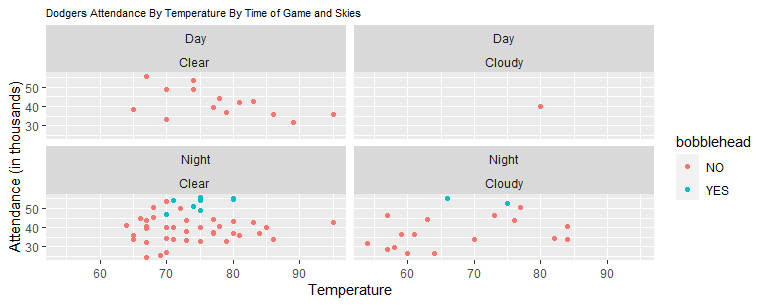 Dodgers Attendance By Temperature By Time of Game and Skies
Day
Clear
Day
Cloudy
50
40
30
Night
Clear
Night
Cloudy
50
40
30
60 70 80 90
60 70 80 90
Temperature
Attendance (in thousands)
bobblehead
NO
YES